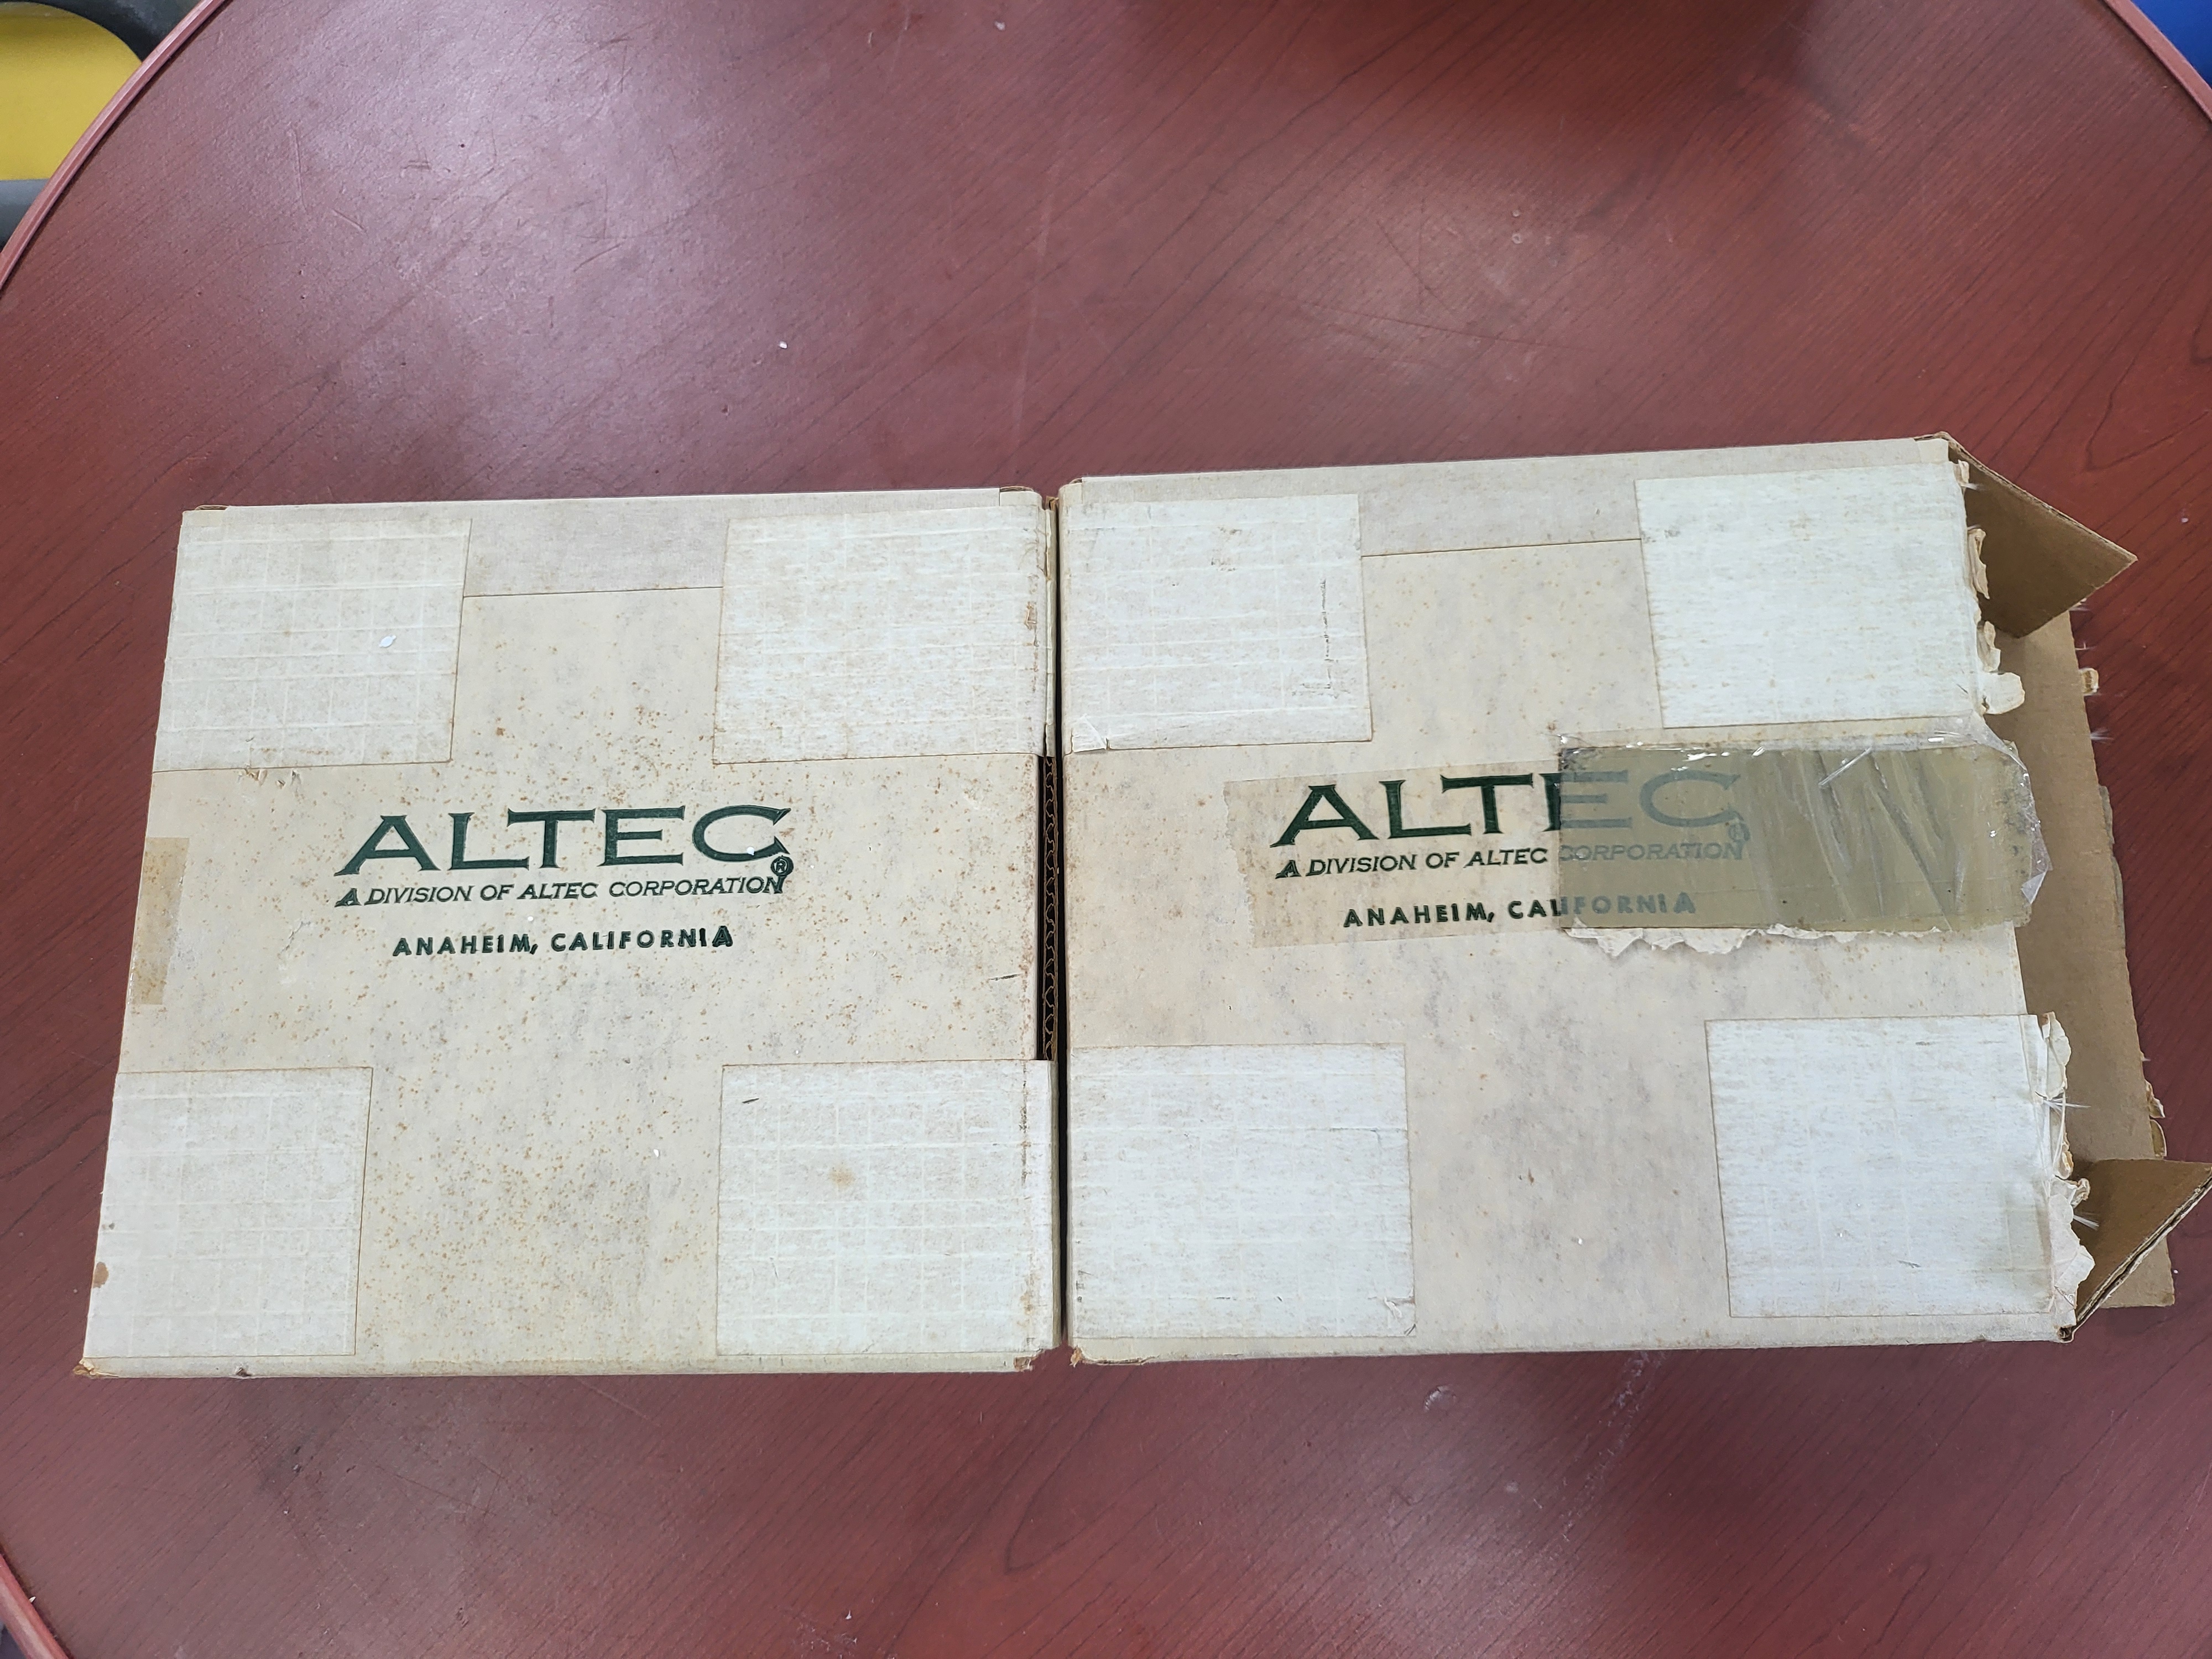 ALTEC®
A DIVISION OF ALTEC CORPORATION
ANAHEIM, CALIFORNIA
ALTEC®
A DIVISION OF ALTEC CORPORATION
ANAHEIM, CALIFORNIA